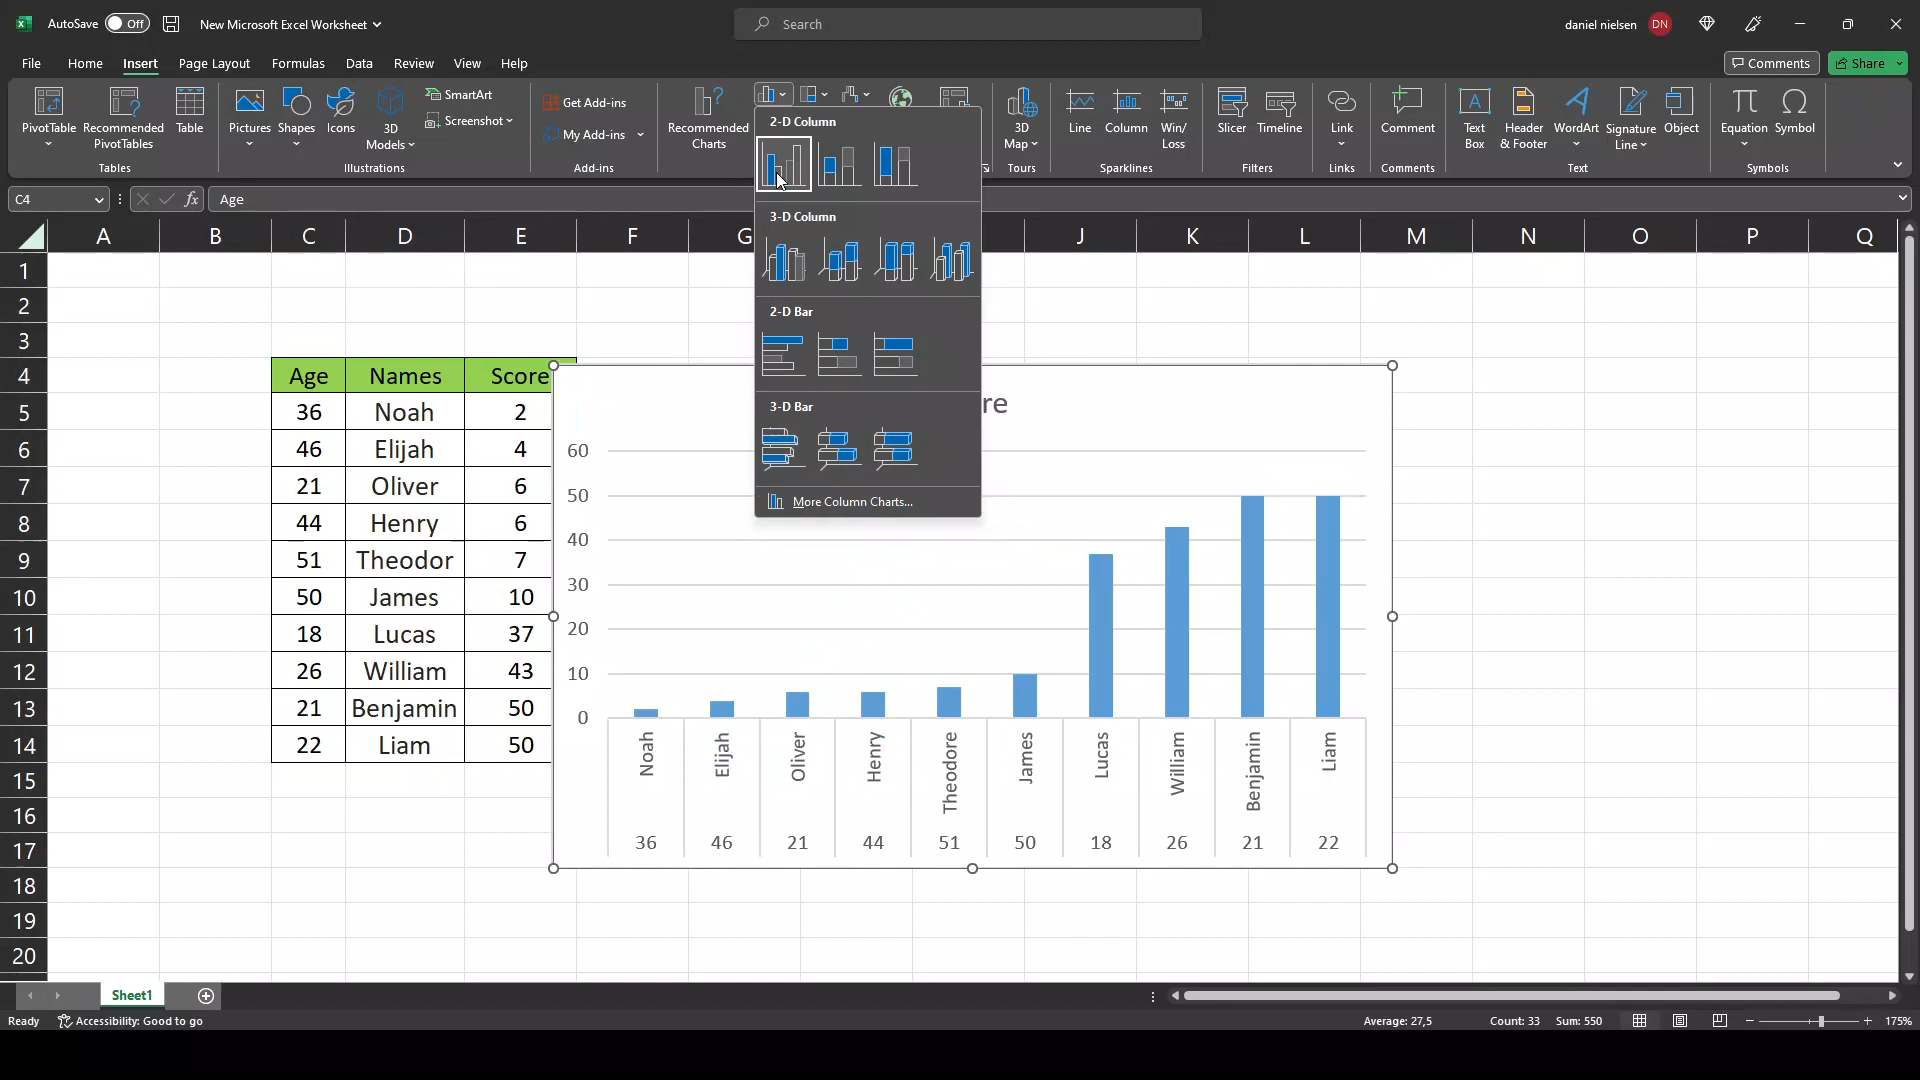 AutoSave Off New Microsoft Excel Worksheet Search daniel nielsen DN
File Home Insert Page Layout Formulas Data Review View Help Comments Share
PivotTable
Recommended
PivotTables
Table
Tables
Pictures
Shapes
Icons
3D
Models
SmartArt
Screenshot
Illustrations
Get Add-ins
My Add-ins
Add-ins
Recommended
Charts
3D
Map
Tours
Line
Column
Win/
Loss
Sparklines
Slicer
Timeline
Filters
Link
Links
Comment
Comments
Text
Box
Header
& Footer
WordArt
Signature
Line
Object
Text
Equation
Symbol
Symbols
2-D Column
3-D Column
2-D Bar
3-D Bar
More Column Charts...
C4 fx Age
A B C D E F G J K L M N O P Q
1
2
3
4 Age Names Score
5 36 Noah 2
6 46 Elijah 4
7 21 Oliver 6
8 44 Henry 6
9 51 Theodor 7
10 50 James 10
11 18 Lucas 37
12 26 William 43
13 21 Benjamin 50
14 22 Liam 50
15
16
17
18
19
20
re
60
50
40
30
20
10
0
Noah Elijah Oliver Henry Theodore James Lucas William Benjamin Liam
36 46 21 44 51 50 18 26 21 22
Sheet1
Ready Accessibility: Good to go Average: 27,5 Count: 33 Sum: 550 175%